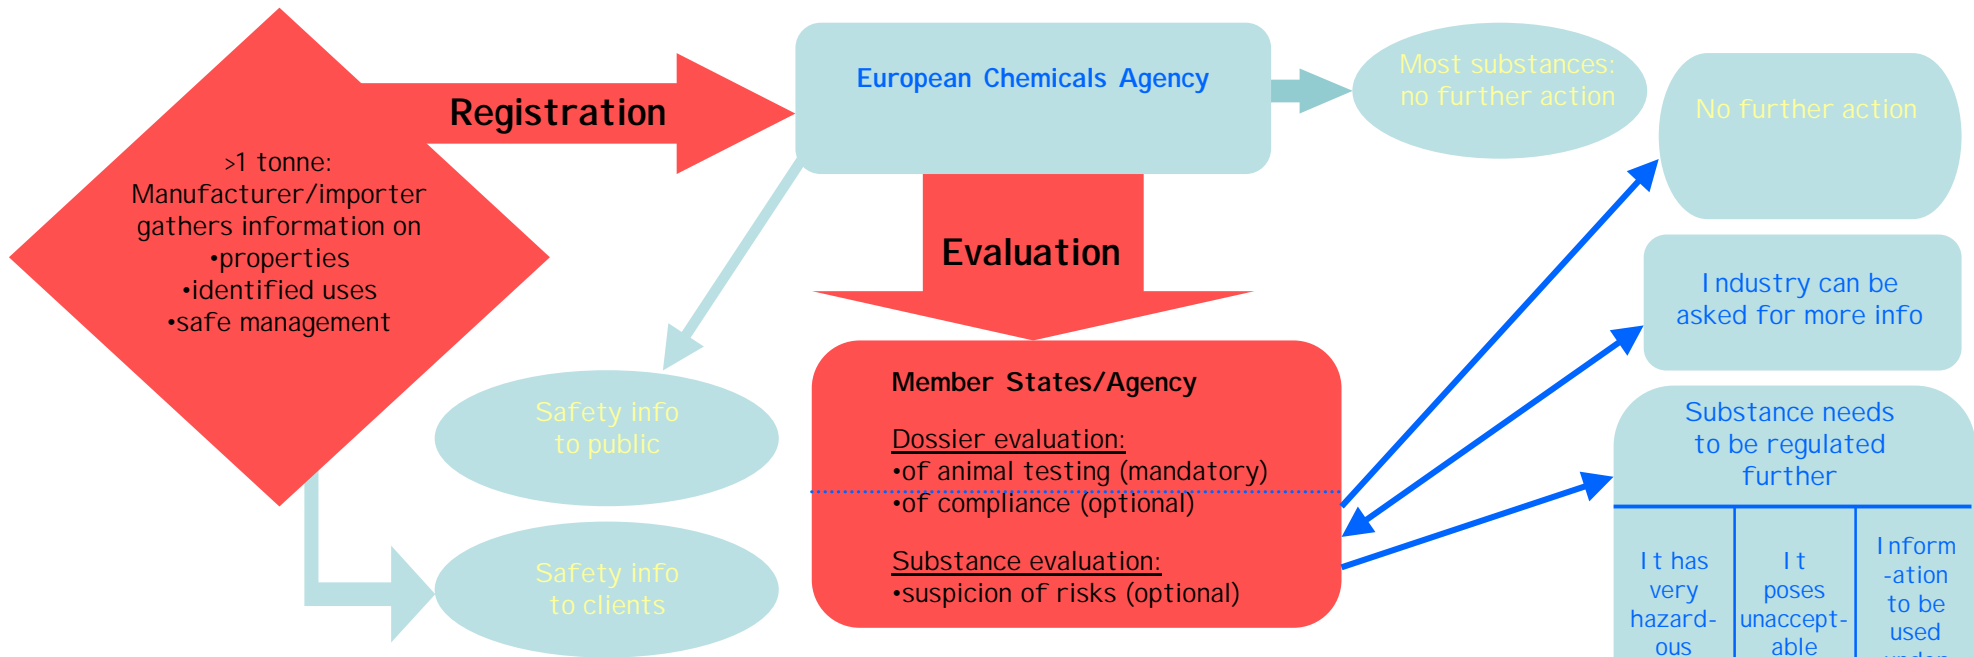 >1 tonne:
Manufacturer/importer
gathers information on
•properties
•identified uses
•safe management
Registration
European Chemicals Agency
Most substances:
no further action
No further action
Evaluation
Industry can be
asked for more info
Safety info
to public
Safety info
to clients
Member States/Agency
Dossier evaluation:
•of animal testing (mandatory)
•of compliance (optional)
Substance evaluation:
•suspicion of risks (optional)
Substance needs
to be regulated
further
It has
very
hazard-
ous
It
poses
unaccept-
able
Inform
-ation
to be
used